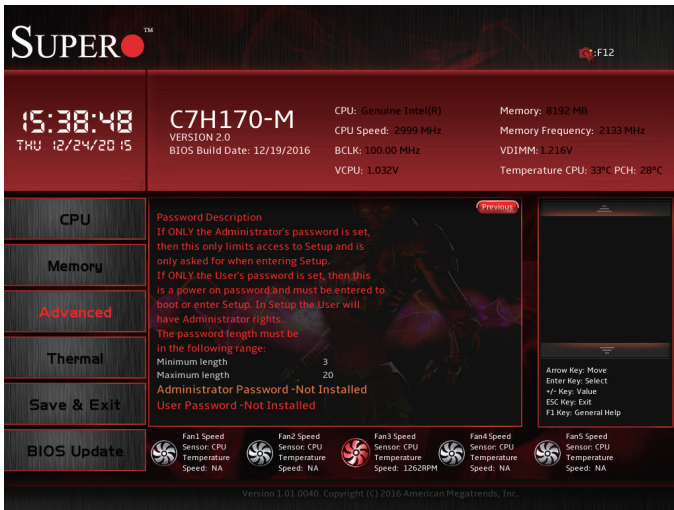 SUPER TM
:F12
15:38:48
THU 12/24/2015
C7H170-M
VERSION 2.0
BIOS Build Date: 12/19/2016
CPU: Genuine Intel(R)
CPU Speed: 2999 MHz
BCLK: 100.00 MHz
VCPU: 1.032V
Memory: 8192 MB
Memory Frequency: 2133 MHz
VDIMM: 1.216V
Temperature CPU: 33°C PCH: 28°C
CPU
Memory
Advanced
Thermal
Save & Exit
BIOS Update
Previous
Password Description
If ONLY the Administrator's password is set,
then this only limits access to Setup and is
only asked for when entering Setup.
If ONLY the User's password is set, then this
is a power on password and must be entered to
boot or enter Setup. In Setup the User will
have Administrator rights.
The password length must be
in the following range:
Minimum length 3
Maximum length 20
Administrator Password -Not Installed
User Password -Not Installed
Arrow Key: Move
Enter Key: Select
+/- Key: Value
ESC Key: Exit
F1 Key: General Help
Fan1 Speed
Sensor: CPU
Temperature
Speed: NA
Fan2 Speed
Sensor: CPU
Temperature
Speed: NA
Fan3 Speed
Sensor: CPU
Temperature
Speed: 1262RPM
Fan4 Speed
Sensor: CPU
Temperature
Speed: NA
Fan5 Speed
Sensor: CPU
Temperature
Speed: NA
Version 1.01.0040. Copyright (C) 2016 American Megatrends, Inc.